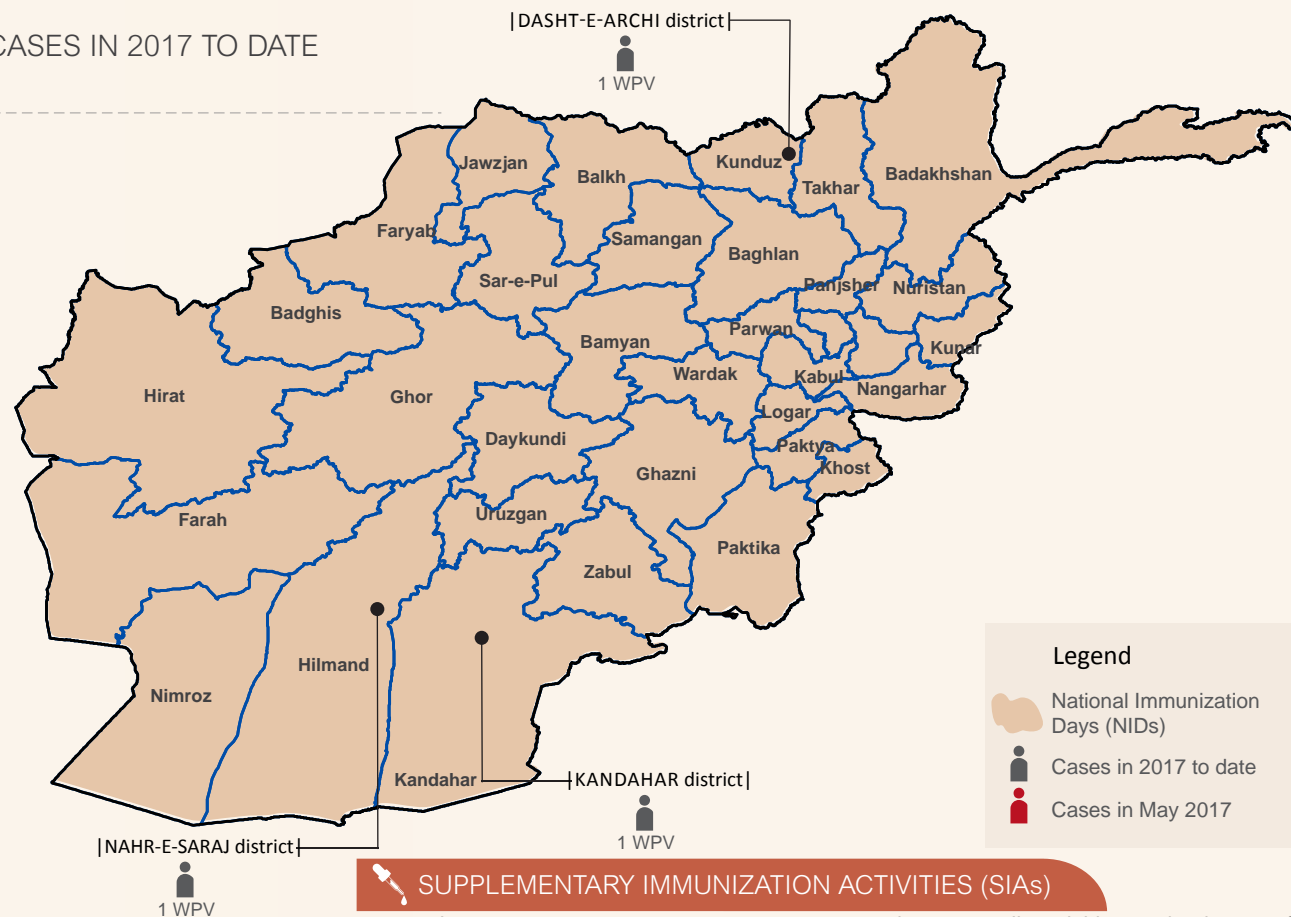 CASES IN 2017 TO DATE
|DASHT-E-ARCHI district|
1 WPV
Jawzjan
Balkh
Kunduz
Takhar
Badakhshan
Faryab
Samangan
Baghlan
Sar-e-Pul
Panjsher
Nuristan
Badghis
Bamyan
Parwan
Kunar
Hirat
Ghor
Wardak
Kabul
Nangarhar
Logar
Daykundi
Paktya
Khost
Ghazni
Farah
Uruzgan
Paktika
Zabul
Hilmand
Nimroz
Kandahar
|KANDAHAR district|
1 WPV
|NAHR-E-SARAJ district|
1 WPV
Legend
National Immunization
Days (NIDs)
Cases in 2017 to date
Cases in May 2017
SUPPLEMENTARY IMMUNIZATION ACTIVITIES (SIAs)